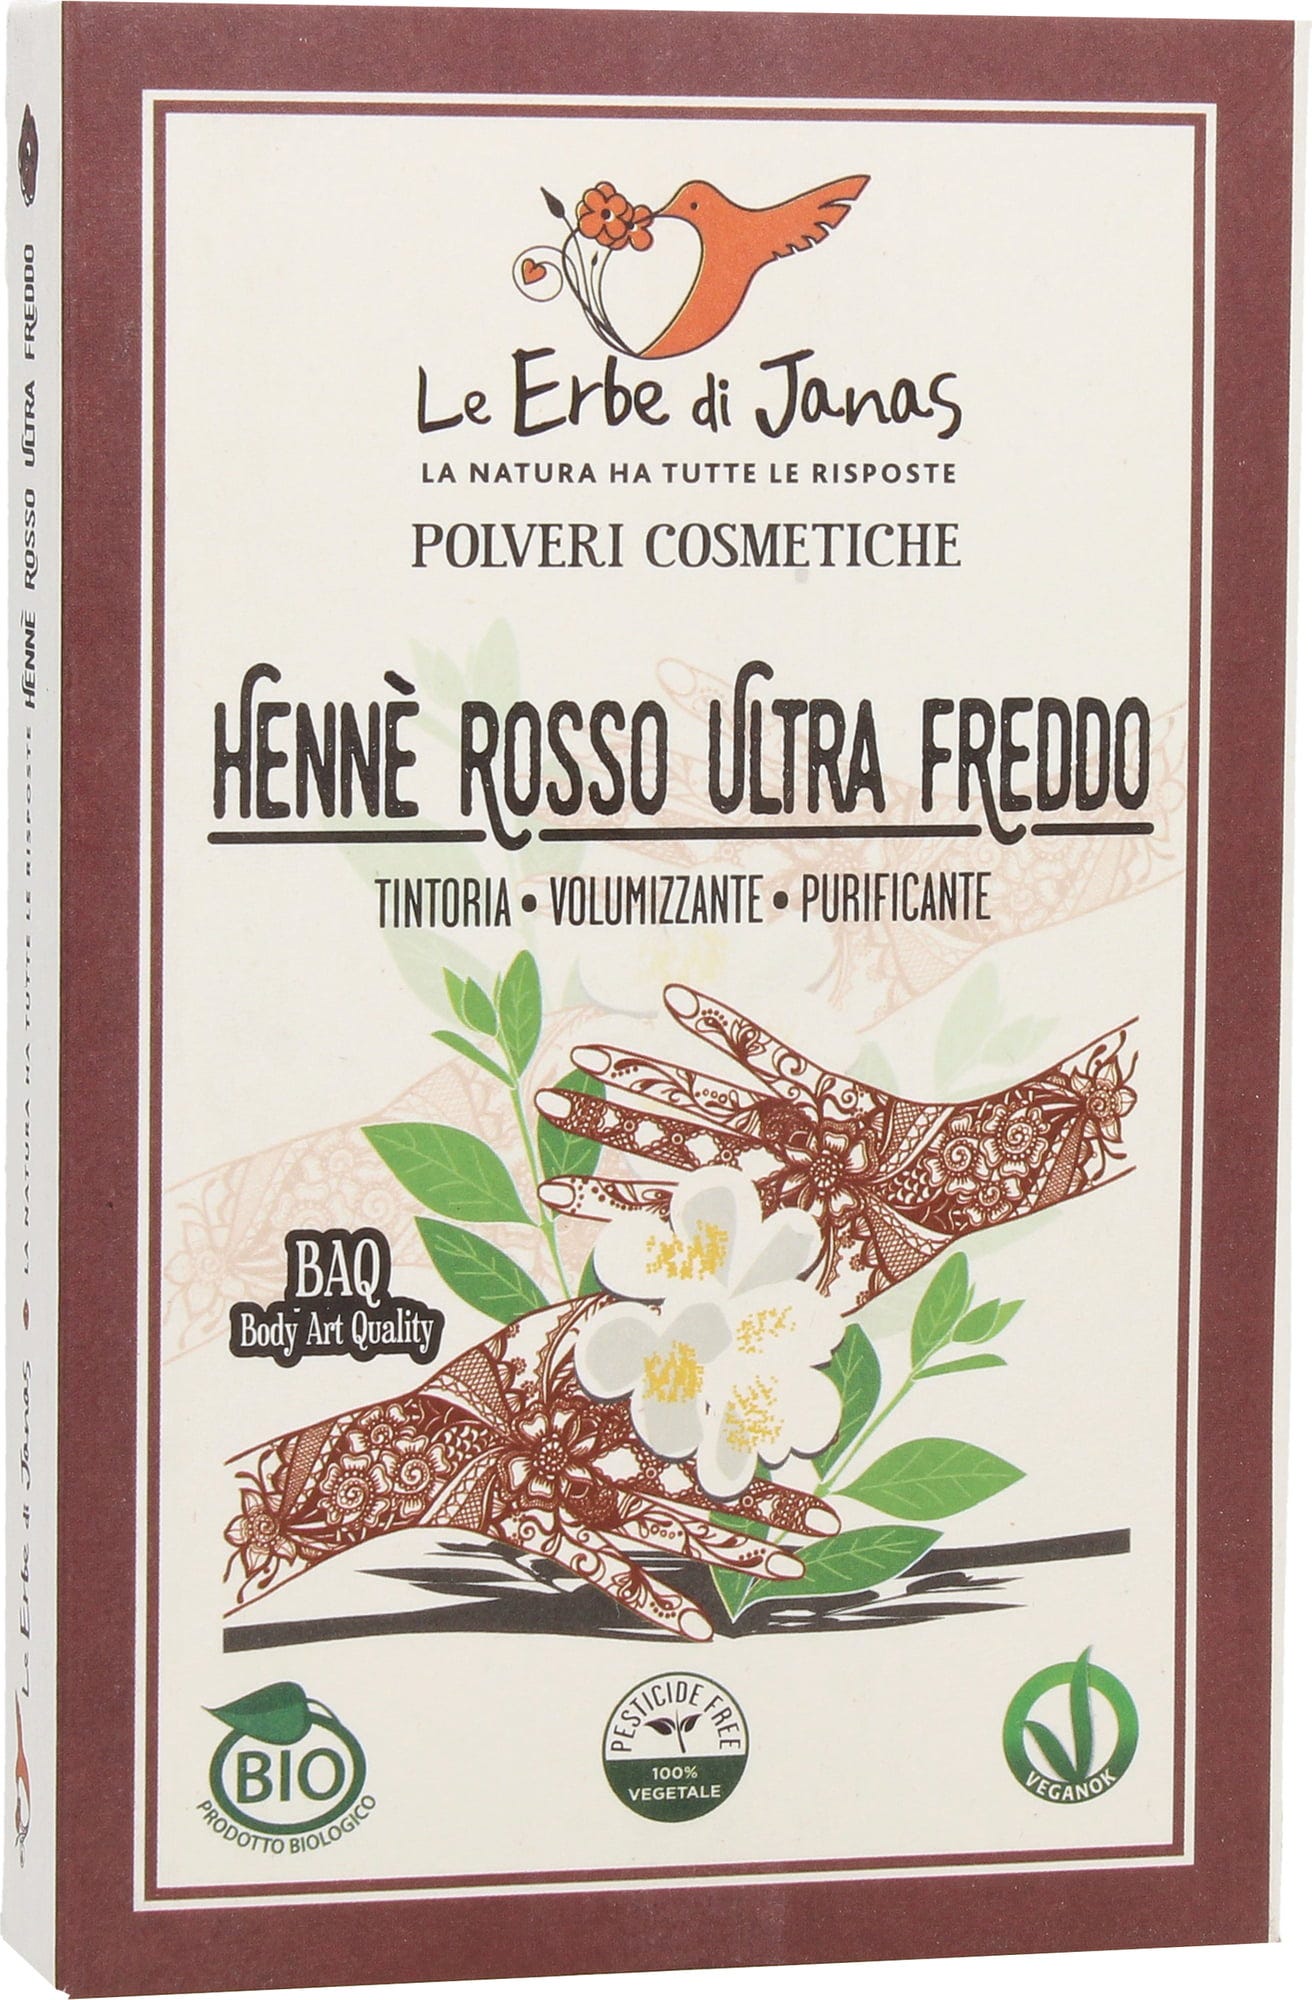 Le Erbe di Janas
LA NATURA HA TUTTE LE RISPOSTE
POLVERI COSMETICHE
HENNÈ ROSSO ULTRA FREDDO
TINTORIA • VOLUMIZZANTE • PURIFICANTE
BAQ
Body Art Quality
BIO
PRODOTTO BIOLOGICO
PESTICIDE FREE
100%
VEGETALE
VEGANOK
Le Erbe di Janas LA NATURA HA TUTTE LE RISPOSTE HENNÈ ROSSO ULTRA FREDDO